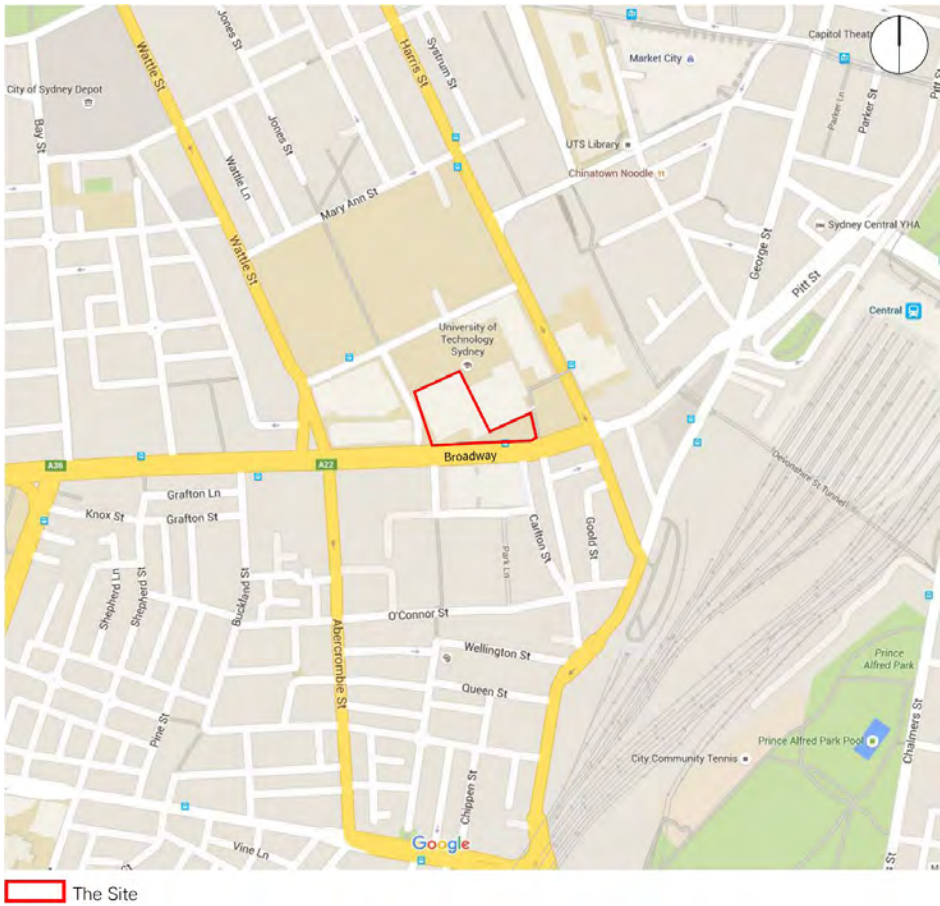 Jones St
Systrum St
Harris St
Wattle St
Capitol Theat
Market City
Pitt St
City of Sydney Depot
Bay St
Jones St
Parker Ln
Parker St
Wattle Ln
UTS Library
Chinatown Noodle
Mary Ann St
Sydney Central YHA
George St
Wattle St
Pitt St
Central
University of
Technology
Sydney
Broadway
A36
A22
Devonshire St Tunnel
Grafton Ln
Knox St
Grafton St
Carlton St
Goold St
Park Ln
Shepherd Ln
Shepherd St
Buckland St
O'Connor St
Abercrombie St
Wellington St
Prince
Alfred Park
Queen St
Pine St
Prince Alfred Park Pool
Chalmers St
City Community Tennis
Chippen St
Google
Vine Ln
The Site